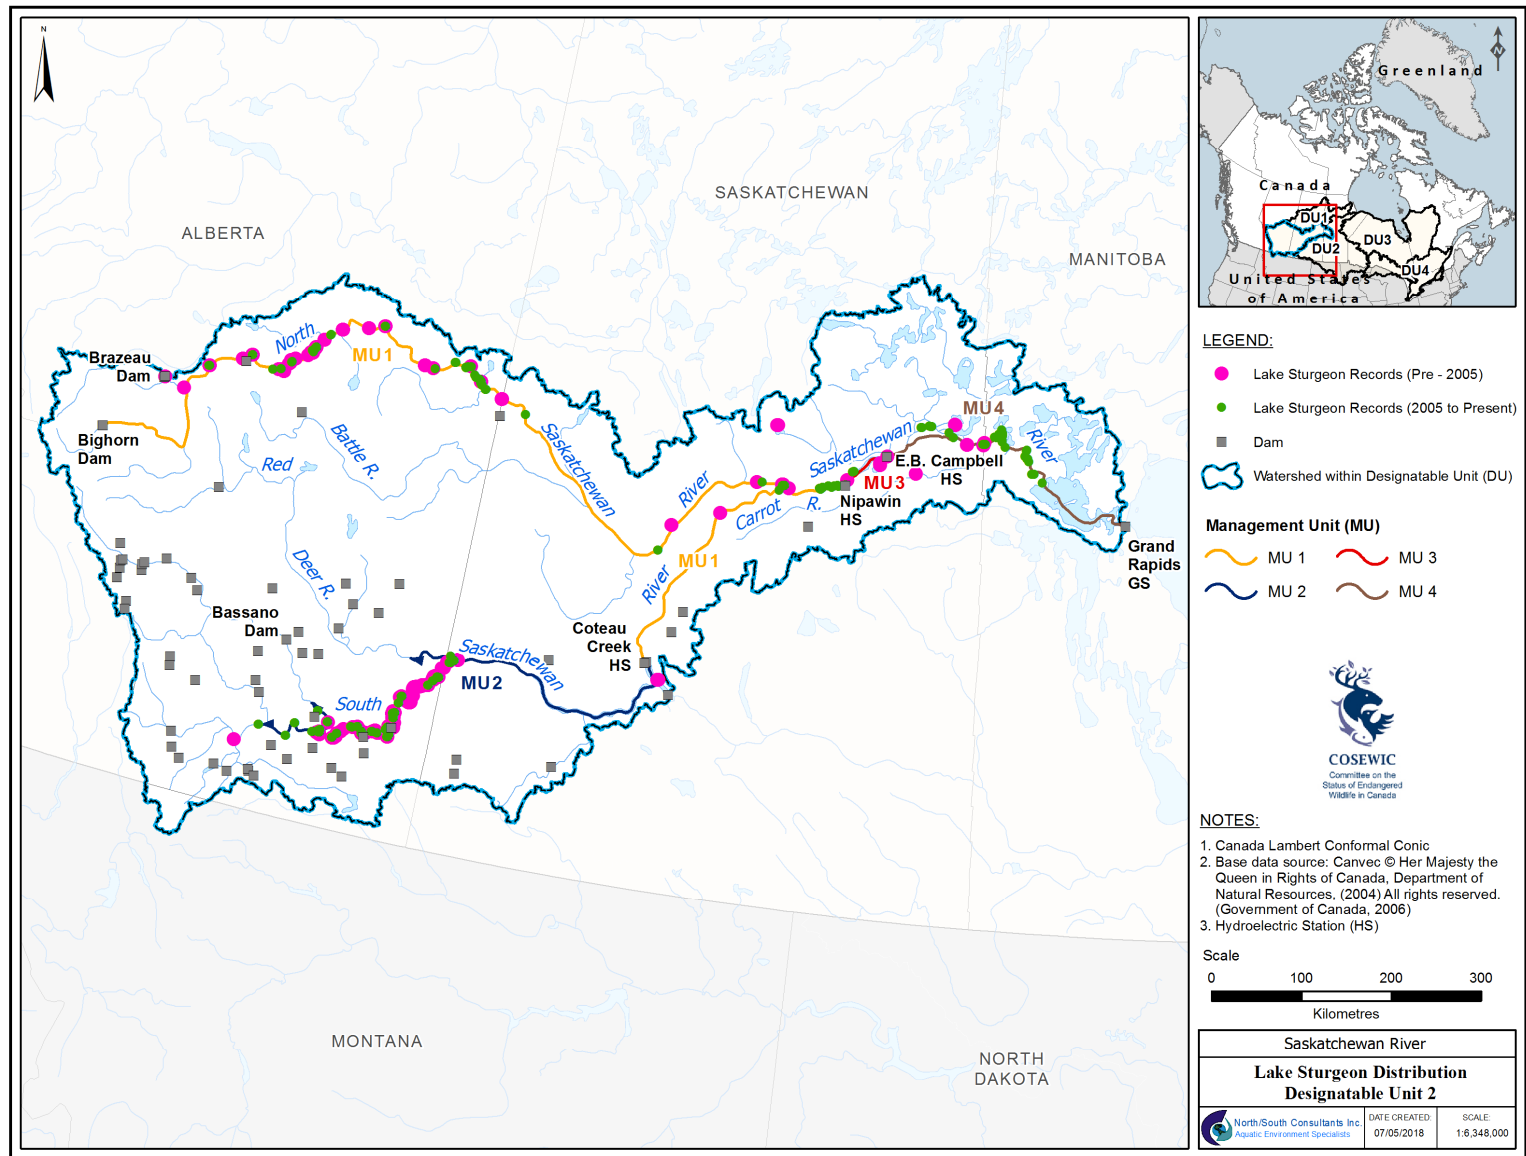 N
ALBERTA
SASKATCHEWAN
MANITOBA
Brazeau
Dam
North
MU1
Bighorn
Dam
Red
Battle R.
Saskatchewan
Deer R.
Bassano
Dam
River
Carrot
R.
MU1
River
Saskatchewan
MU4
River
E.B. Campbell
HS
MU3
Nipawin
HS
Grand
Rapids
GS
Coteau
Creek
HS
Saskatchewan
MU2
South
MONTANA
NORTH
DAKOTA
N
Greenland
Canada
DU1
DU2
DU3
DU4
United States
of America
LEGEND:
Lake Sturgeon Records (Pre - 2005)
Lake Sturgeon Records (2005 to Present)
Dam
Watershed within Designatable Unit (DU)
Management Unit (MU)
MU 1
MU 3
MU 2
MU 4
COSEWIC
Committee on the
Status of Endangered
Wildlife in Canada
NOTES:
1. Canada Lambert Conformal Conic
2. Base data source: Canvec © Her Majesty the
Queen in Rights of Canada, Department of
Natural Resources, (2004) All rights reserved.
(Government of Canada, 2006)
3. Hydroelectric Station (HS)
Scale
0 100 200 300
Kilometres
Saskatchewan River
Lake Sturgeon Distribution
Designatable Unit 2
North/South Consultants Inc.
Aquatic Environment Specialists
DATE CREATED:
07/05/2018
SCALE:
1:6,348,000